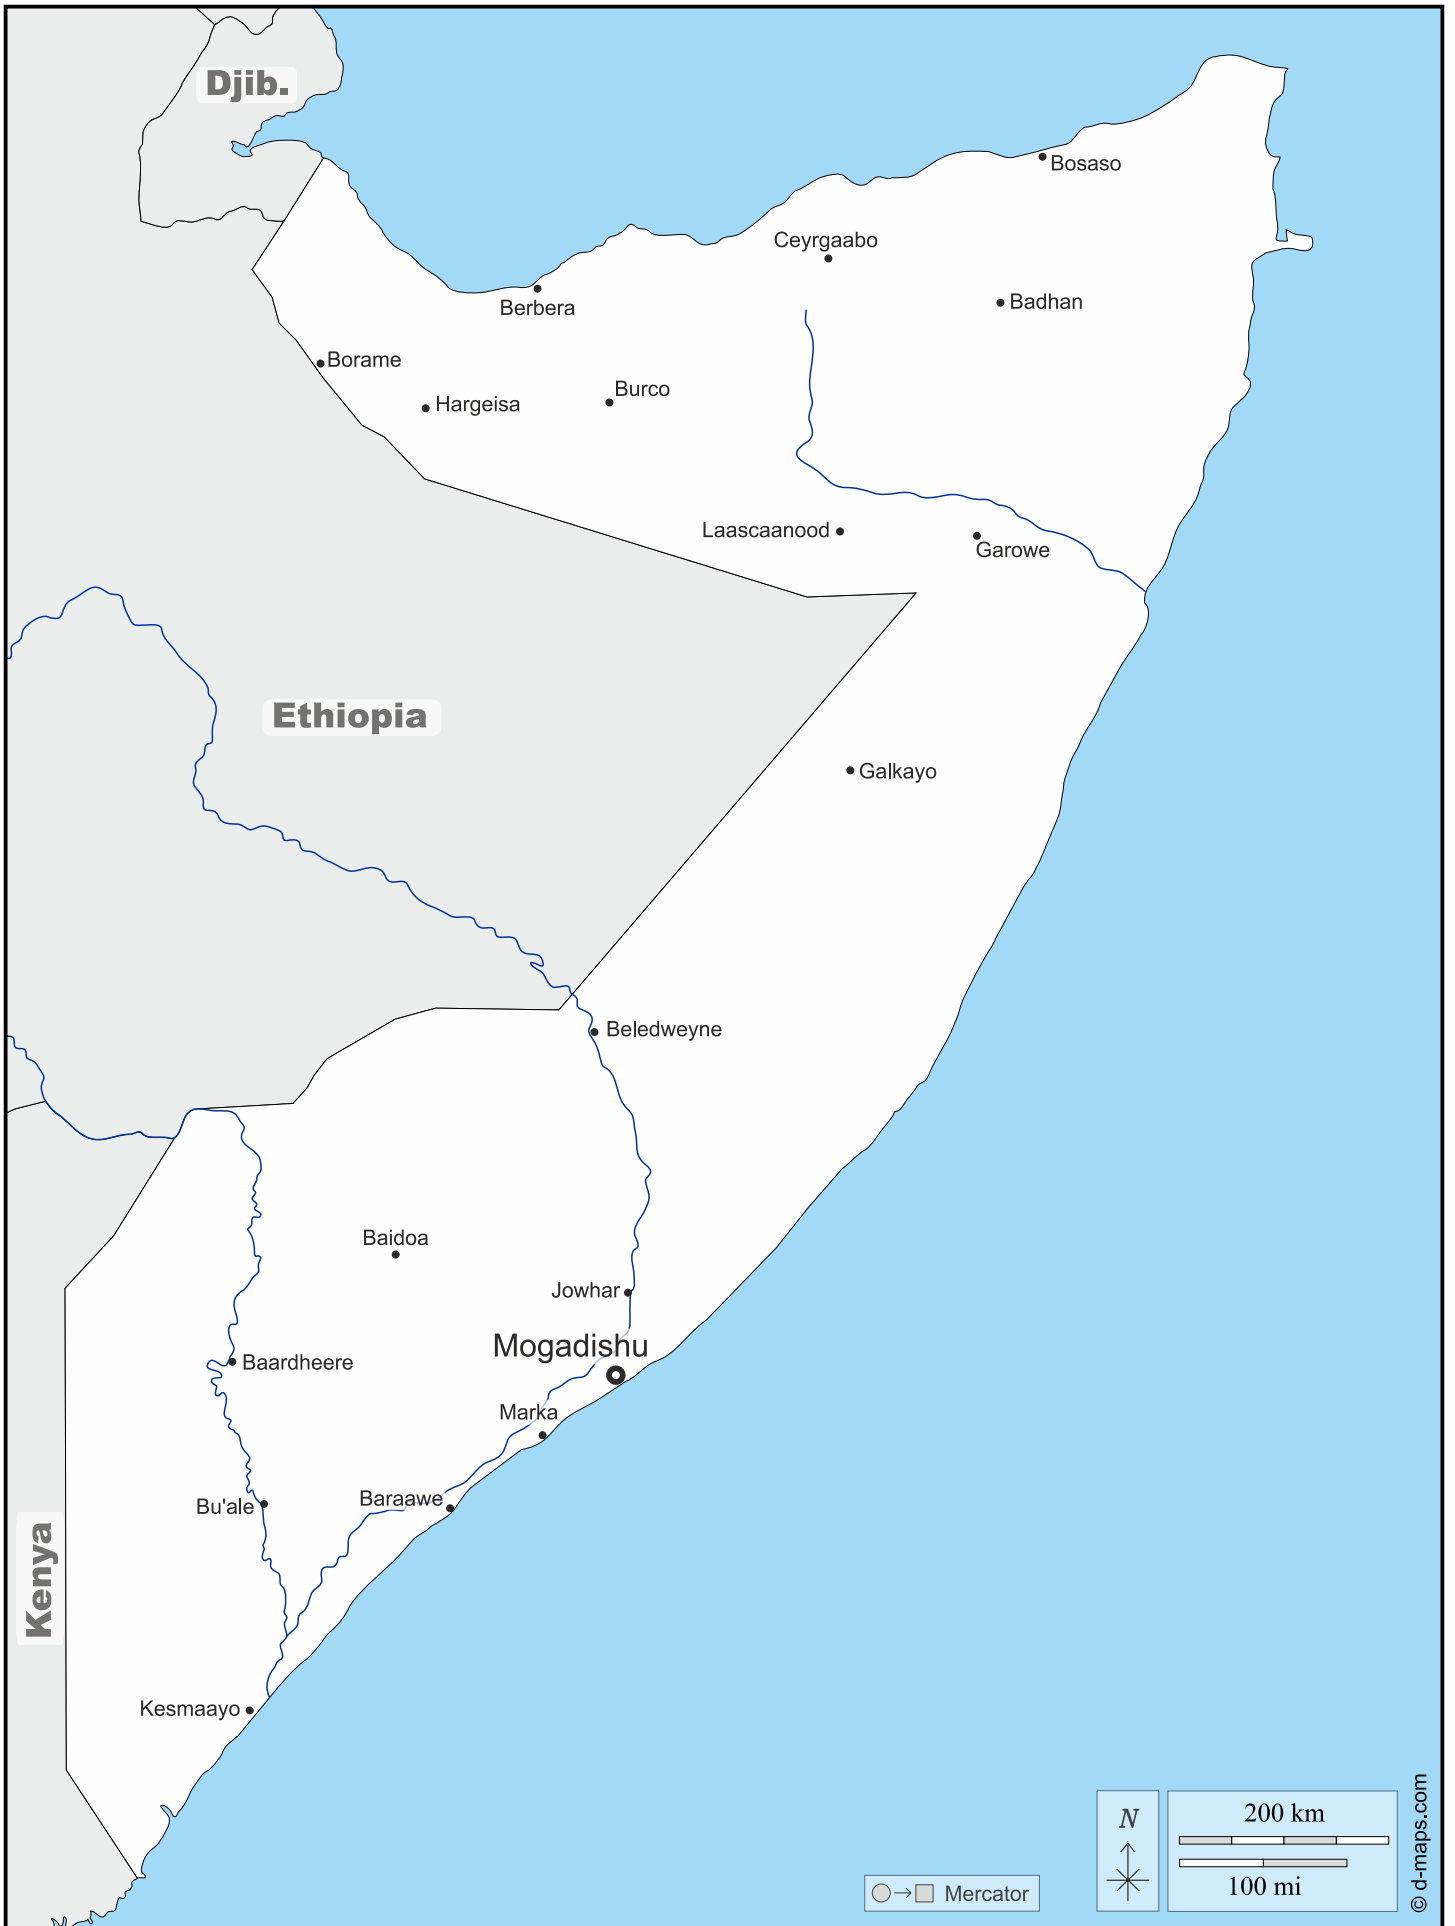 Djib.
Bosaso
Ceyrgaabo
Badhan
Berbera
Borame
Burco
Hargeisa
Laascaanood
Garowe
Ethiopia
Galkayo
Beledweyne
Baidoa
Jowhar
Mogadishu
Baardheere
Marka
Baraawe
Bu'ale
Kenya
Kesmaayo
N
200 km
100 mi
Mercator
© d-maps.com